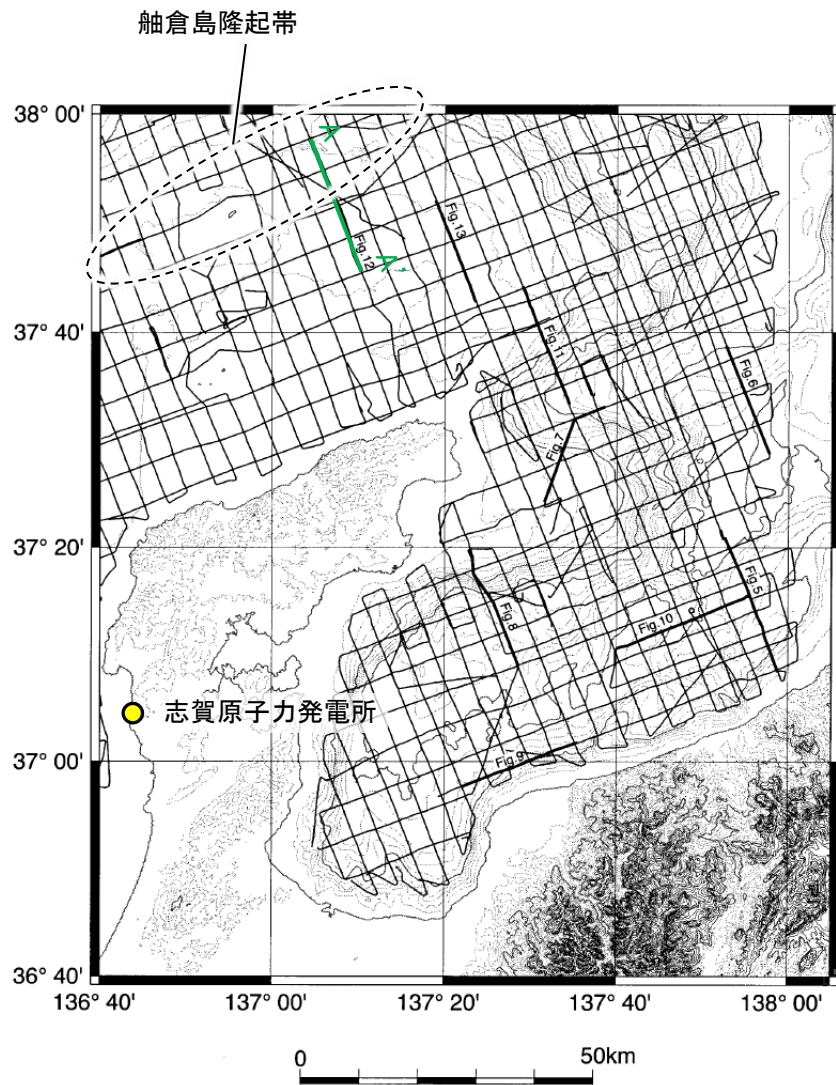 舳倉島隆起帯
38° 00'
A
Fig.13
Fig.12
A'
37° 40'
Fig.11
Fig.6
Fig.7
37° 20'
Fig.5
Fig.8
Fig.10
志賀原子力発電所
37° 00'
Fig.9
36° 40'
136° 40'
137° 00'
137° 20'
137° 40'
138° 00'
0
50km